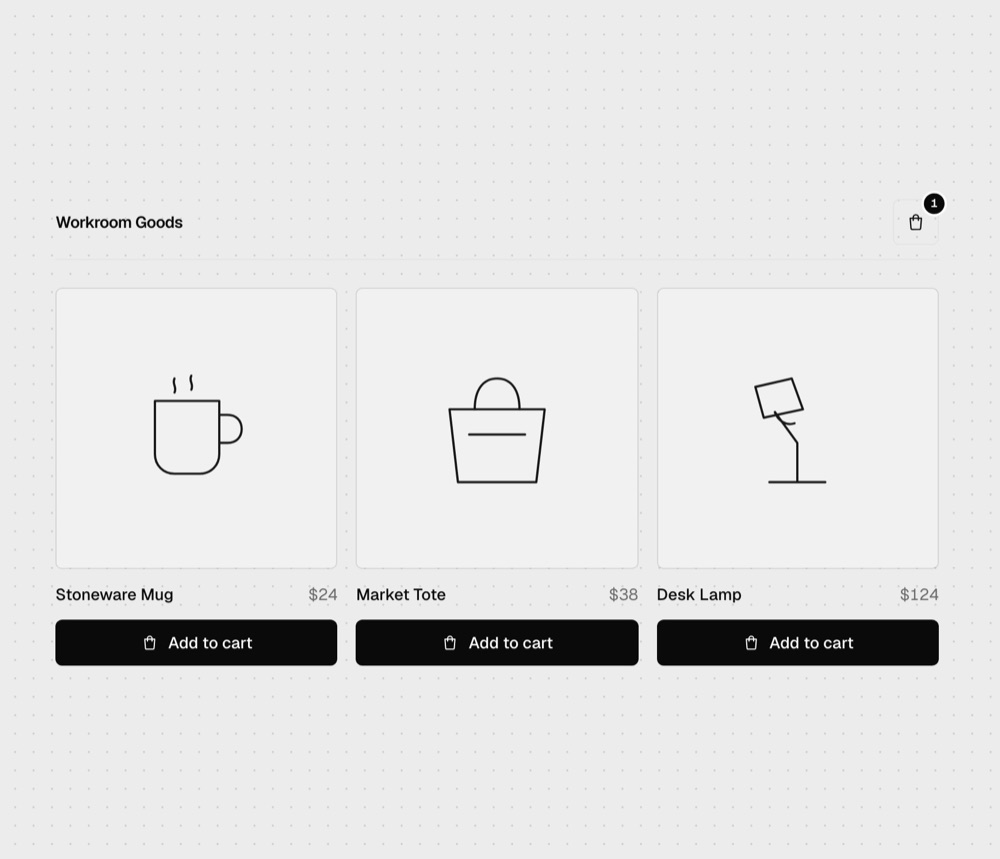 Workroom Goods
1
Stoneware Mug $24
Market Tote $38
Desk Lamp $124
Add to cart
Add to cart
Add to cart